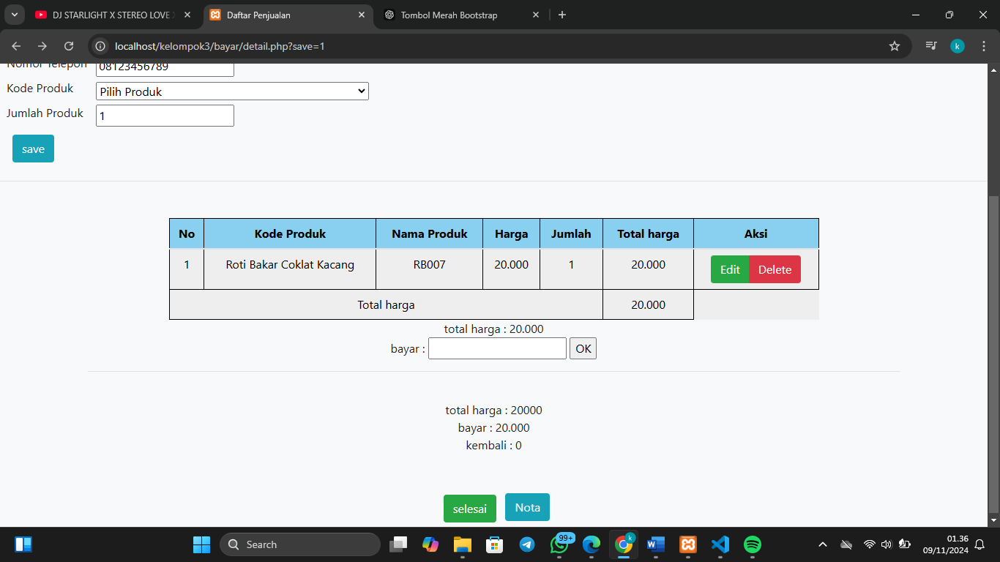 DJ STARLIGHT X STEREO LOVE
Daftar Penjualan
Tombol Merah Bootstrap
localhost/kelompok3/bayar/detail.php?save=1
k
Nomor Telepon 08123456789
Kode Produk Pilih Produk
Jumlah Produk 1
save
No Kode Produk Nama Produk Harga Jumlah Total harga Aksi
1 Roti Bakar Coklat Kacang RB007 20.000 1 20.000 Edit Delete
Total harga 20.000
total harga : 20.000
bayar : OK
total harga : 20000
bayar : 20.000
kembali : 0
selesai Nota
Search
99+
k
01.36
09/11/2024